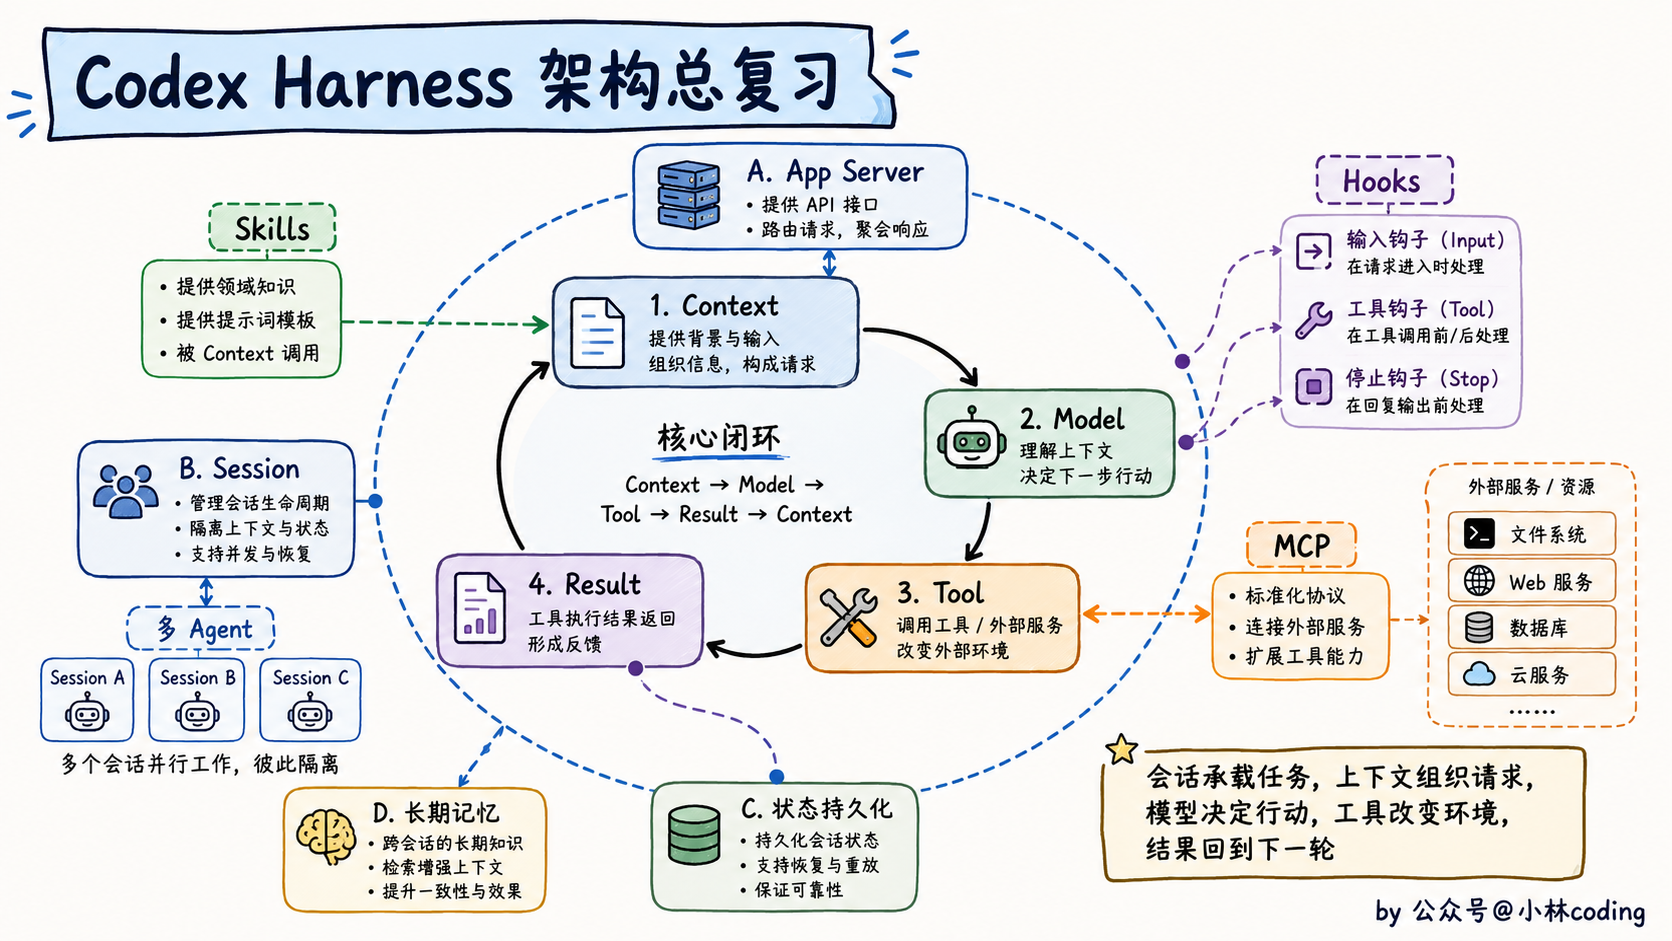 Codex Harness 架构总复习
A. App Server
• 提供 API 接口
• 路由请求，聚会响应
Skills
• 提供领域知识
• 提供提示词模板
• 被 Context 调用
1. Context
提供背景与输入
组织信息，构成请求
Hooks
输入钩子（Input）
在请求进入时处理
工具钩子（Tool）
在工具调用前/后处理
停止钩子（Stop）
在回复输出前处理
2. Model
理解上下文
决定下一步行动
核心闭环
Context → Model →
Tool → Result → Context
B. Session
• 管理会话生命周期
• 隔离上下文与状态
• 支持并发与恢复
多 Agent
Session A
Session B
Session C
多个会话并行工作，彼此隔离
4. Result
工具执行结果返回
形成反馈
3. Tool
调用工具 / 外部服务
改变外部环境
MCP
• 标准化协议
• 连接外部服务
• 扩展工具能力
外部服务 / 资源
文件系统
Web 服务
数据库
云服务
......
D. 长期记忆
• 跨会话的长期知识
• 检索增强上下文
• 提升一致性与效果
C. 状态持久化
• 持久化会话状态
• 支持恢复与重放
• 保证可靠性
会话承载任务，上下文组织请求，
模型决定行动，工具改变环境，
结果回到下一轮
by 公众号@小林coding